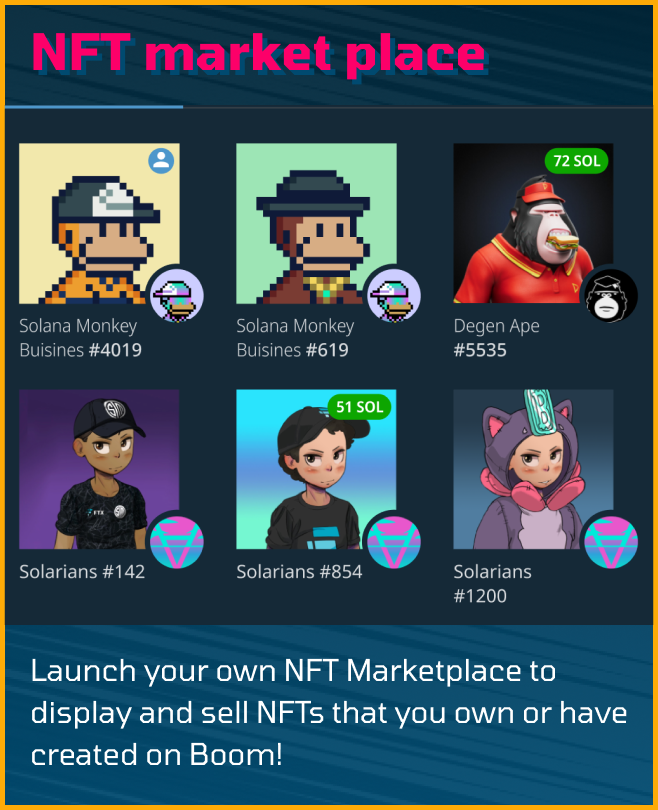 NFT market place
72 SOL
Solana Monkey
Buisines #4019
Solana Monkey
Buisines #619
Degen Ape
#5535
51 SOL
FTX
Solarians #142
Solarians #854
Solarians
#1200
Launch your own NFT Marketplace to
display and sell NFTs that you own or have
created on Boom!